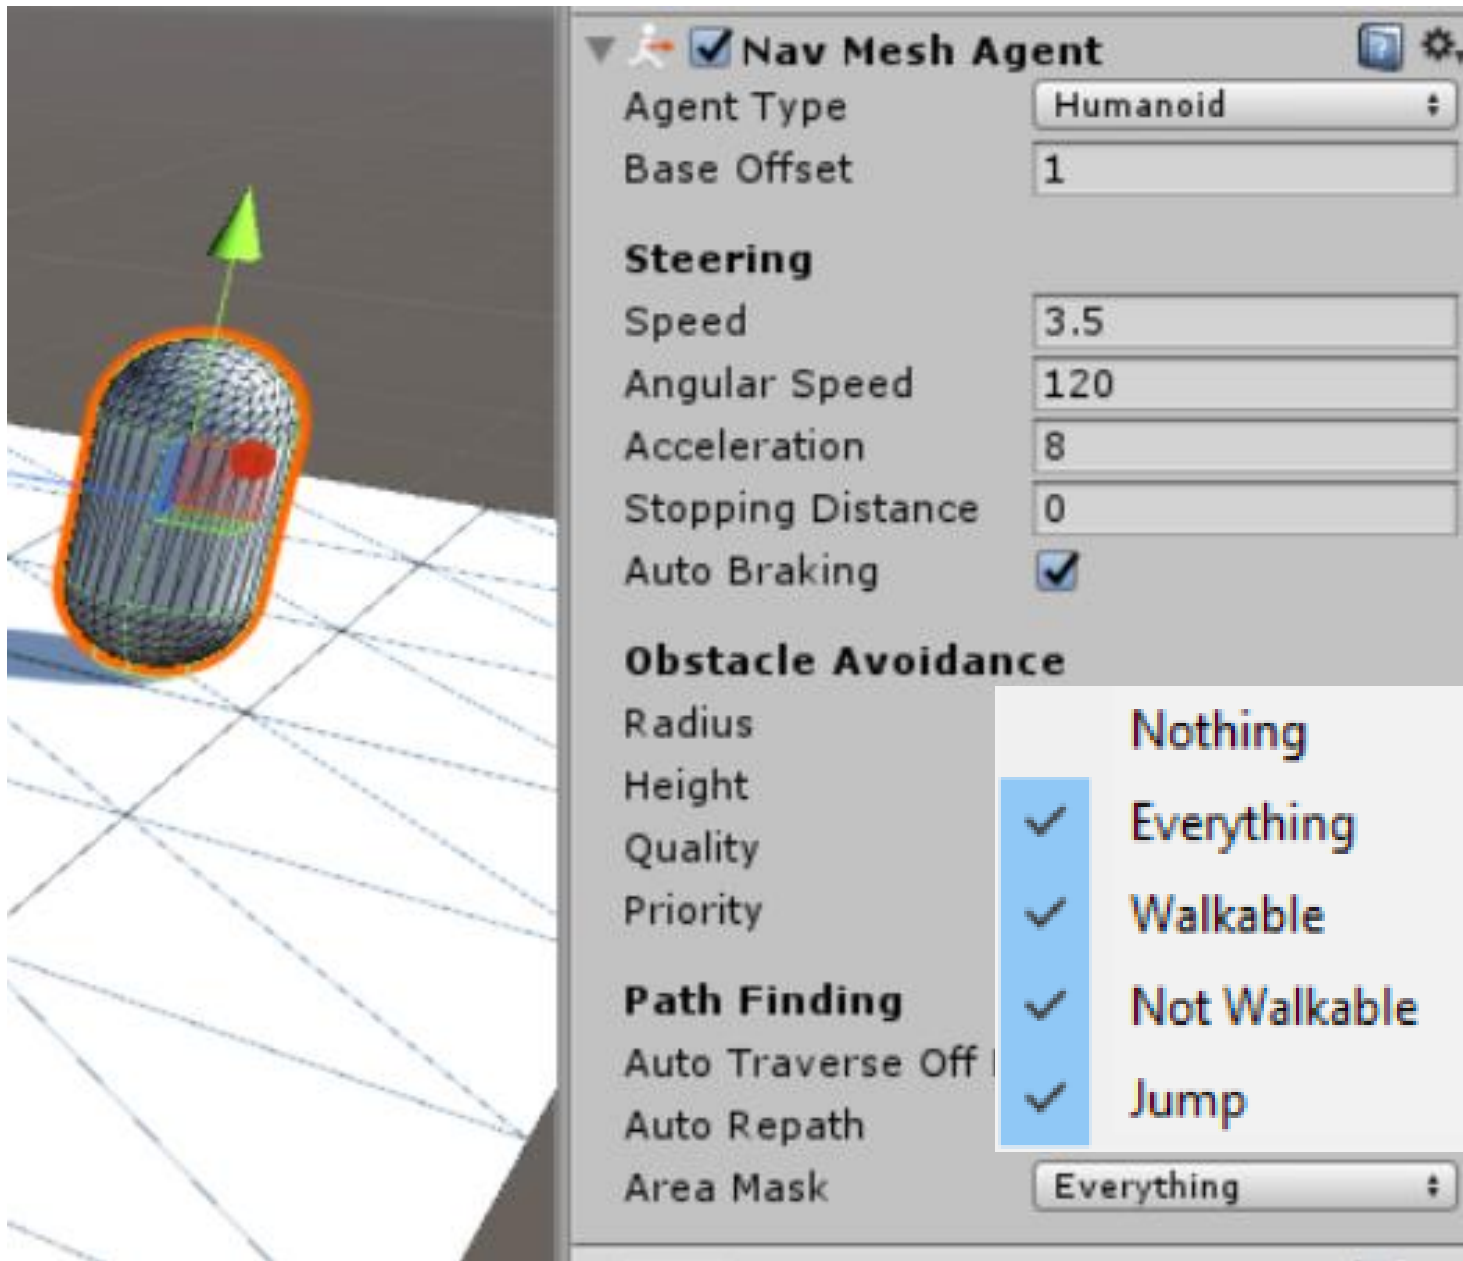 Nav Mesh Agent
Agent Type Humanoid
Base Offset 1
Steering
Speed 3.5
Angular Speed 120
Acceleration 8
Stopping Distance 0
Auto Braking
Obstacle Avoidance
Radius
Height
Quality
Priority
Nothing
Everything
Walkable
Not Walkable
Jump
Path Finding
Auto Traverse Off
Auto Repath
Area Mask Everything